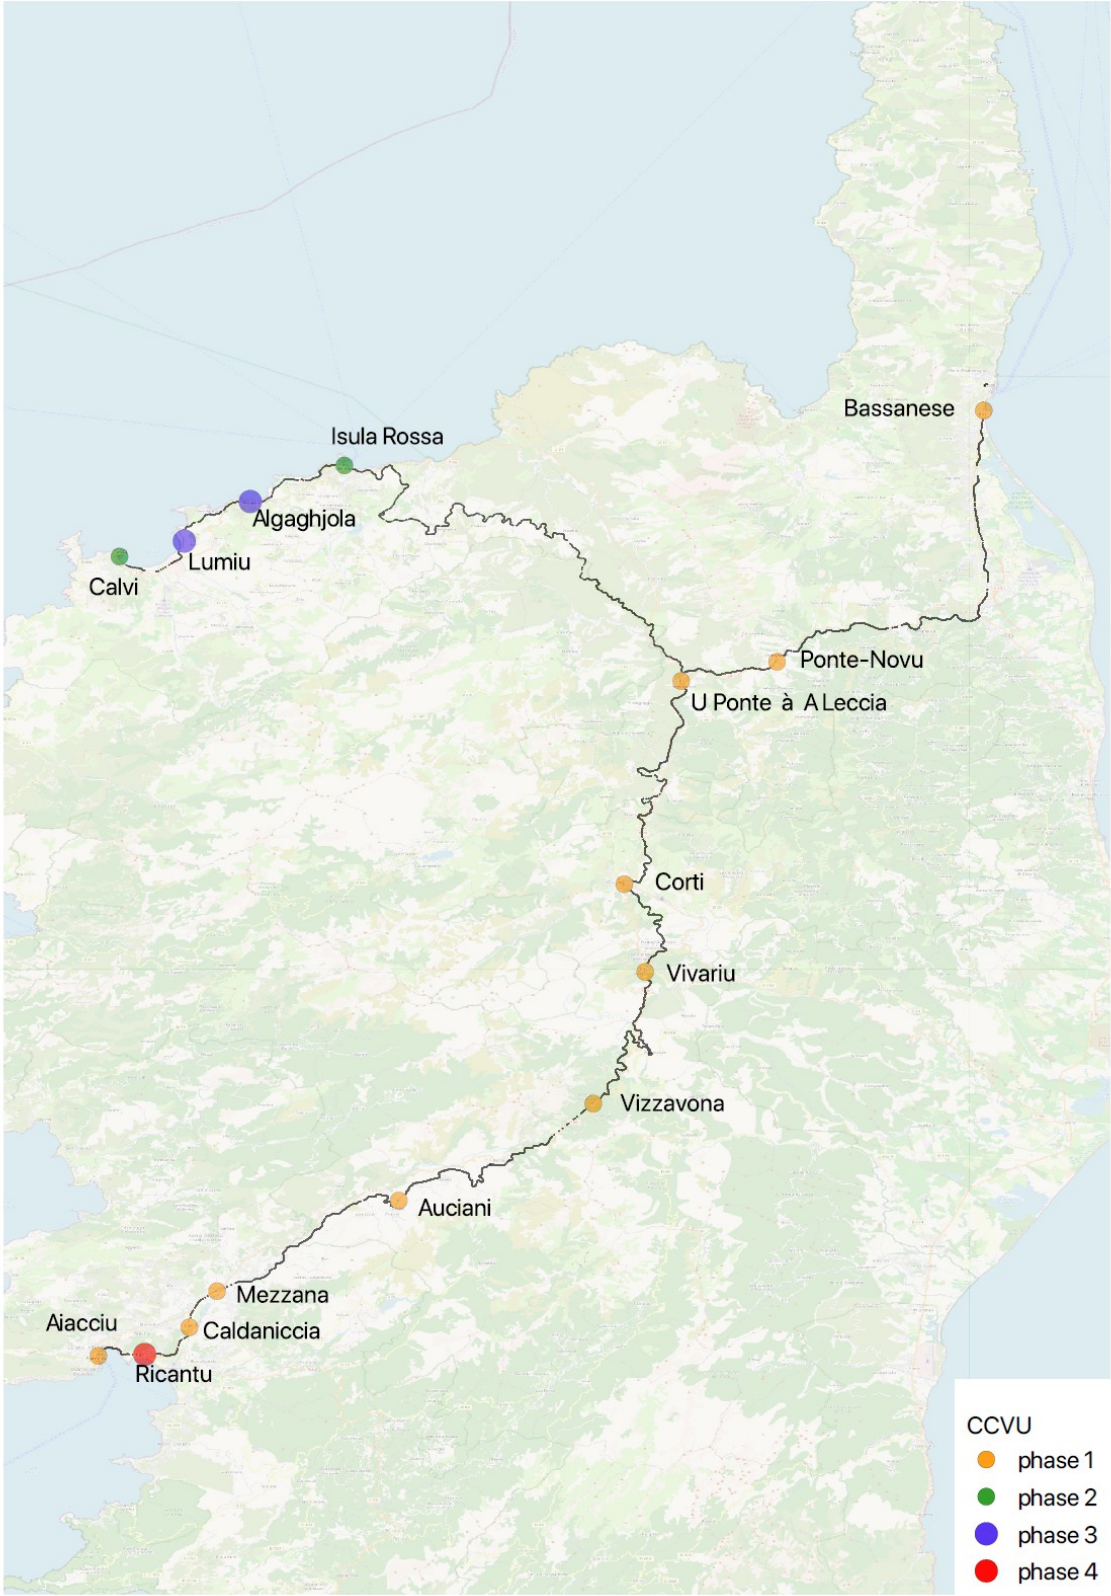 Bassanese
Isula Rossa
Algaghjola
Lumiu
Calvi
Ponte-Novu
U Ponte à A Leccia
Corti
Vivariu
Vizzavona
Auciani
Mezzana
Aiacciu
Caldaniccia
Ricantu
CCVU
phase 1
phase 2
phase 3
phase 4